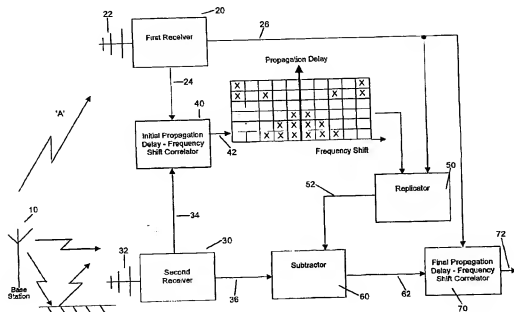 22
20
First Receiver
26
24
Propagation Delay
X X
X X X X
X X
X X X X
X X X X X X
Frequency Shift
'A'
40
Initial Propagation
Delay - Frequency
Shift Correlator
42
50
Replicator
52
34
10
Base
Station
32
30
Second
Receiver
36
Subtractor
60
62
Final Propagation
Delay - Frequency
Shift Correlator
70
72